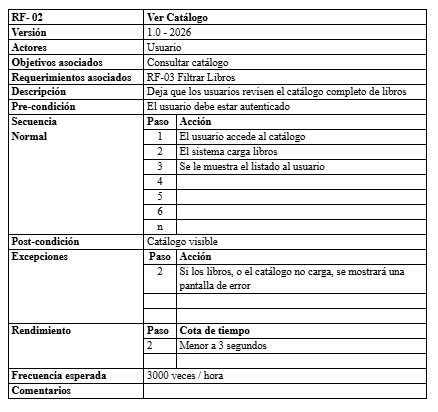 RF- 02 Ver Catálogo
Versión 1.0 - 2026
Actores Usuario
Objetivos asociados Consultar catálogo
Requerimientos asociados RF-03 Filtrar Libros
Descripción Deja que los usuarios revisen el catálogo completo de libros
Pre-condición El usuario debe estar autenticado
Secuencia Paso Acción
Normal 1 El usuario accede al catálogo
2 El sistema carga libros
3 Se le muestra el listado al usuario
4
5
6
n
Post-condición Catálogo visible
Excepciones Paso Acción
2 Si los libros, o el catálogo no carga, se mostrará una
pantalla de error
Rendimiento Paso Cota de tiempo
2 Menor a 3 segundos
Frecuencia esperada 3000 veces / hora
Comentarios